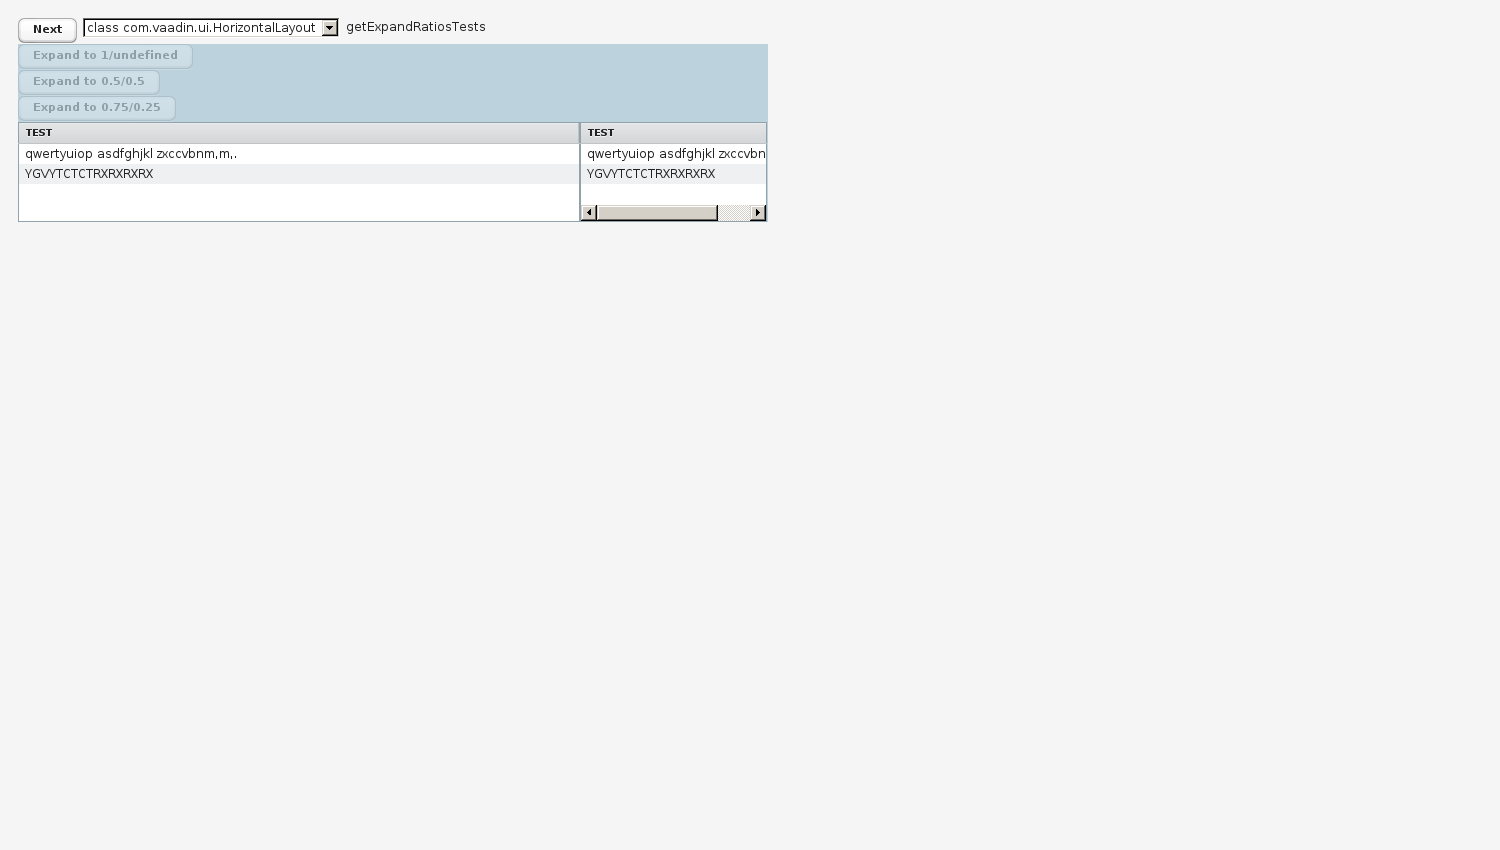 Next class com.vaadin.ui.HorizontalLayout getExpandRatiosTests
Expand to 1/undefined
Expand to 0.5/0.5
Expand to 0.75/0.25
TEST TEST
qwertyuiop asdfghjkl zxccvbnm,m,. qwertyuiop asdfghjkl zxccvbn
YGVYTCTCTRXRXRXRX YGVYTCTCTRXRXRXRX